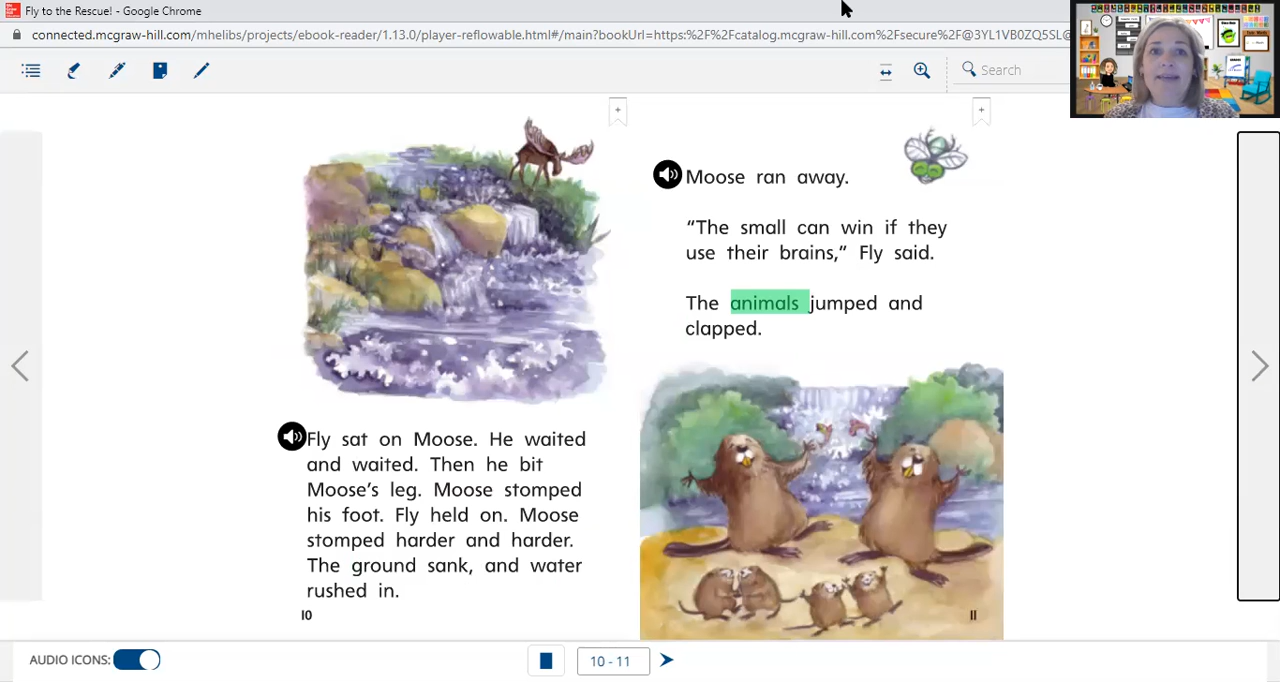 Fly to the Rescue! - Google Chrome
connected.mcgraw-hill.com/mhelibs/projects/ebook-reader/1.13.0/player-reflowable.html#/main?bookUrl=https:%2F%2Fcatalog.mcgraw-hill.com%2Fsecure%2F@3YL1VB0ZQ5SL@
Search
Fly sat on Moose. He waited
and waited. Then he bit
Moose's leg. Moose stomped
his foot. Fly held on. Moose
stomped harder and harder.
The ground sank, and water
rushed in.
10
Moose ran away.
“The small can win if they
use their brains,” Fly said.
The animals jumped and
clapped.
11
AUDIO ICONS:
10 - 11